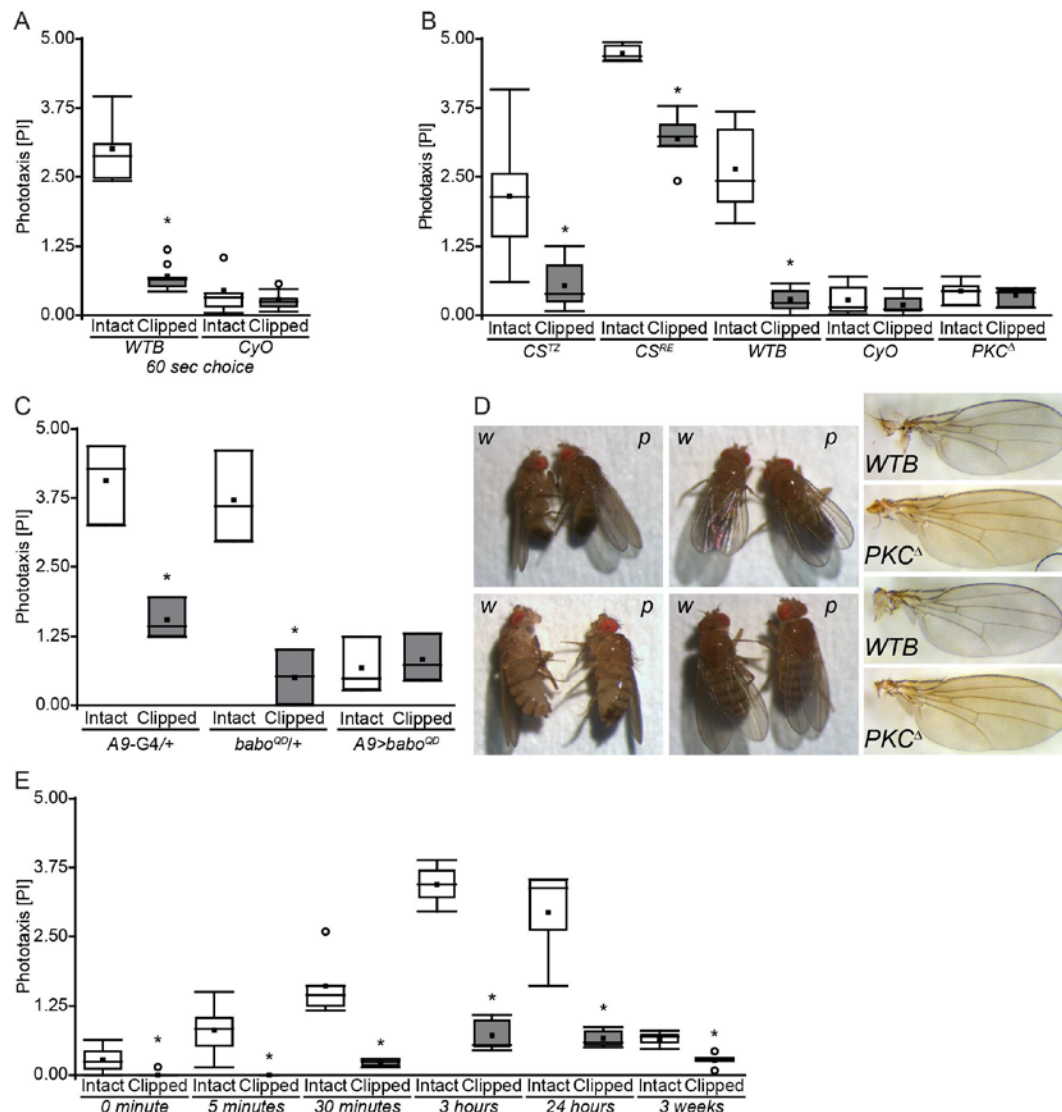 A
Phototaxis [PI]
5.00
3.75
2.50
1.25
0.00
Intact Clipped Intact Clipped
WTB CyO
60 sec choice
*
B
Phototaxis [PI]
5.00
3.75
2.50
1.25
0.00
Intact Clipped Intact Clipped Intact Clipped Intact Clipped Intact Clipped
CS^TZ CS^RE WTB CyO PKC^Δ
* * *
C
Phototaxis [PI]
5.00
3.75
2.50
1.25
0.00
Intact Clipped Intact Clipped Intact Clipped
A9-G4/+ babo^QD/+ A9>babo^QD
* *
D
w p w p
w p w p
WTB
PKC^Δ
WTB
PKC^Δ
E
Phototaxis [PI]
5.00
3.75
2.50
1.25
0.00
Intact Clipped Intact Clipped Intact Clipped Intact Clipped Intact Clipped Intact Clipped
0 minute 5 minutes 30 minutes 3 hours 24 hours 3 weeks
* * * * * *